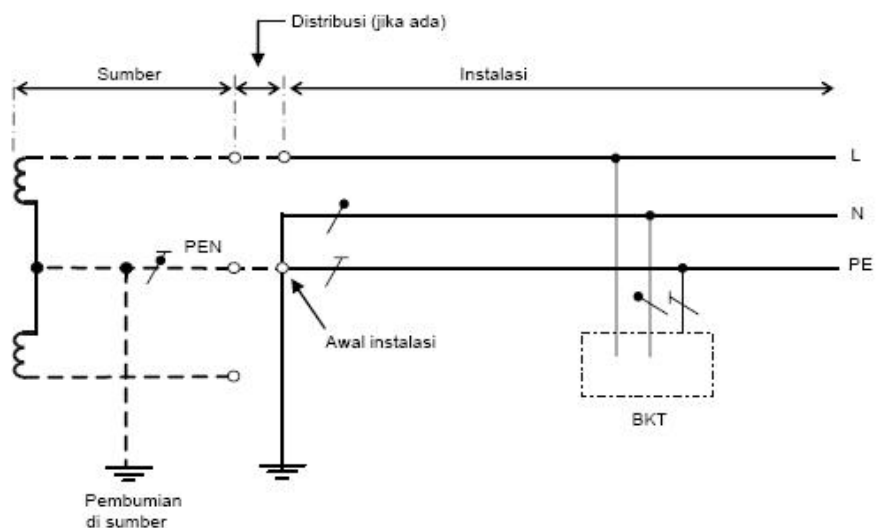 Distribusi (jika ada)
Sumber
Instalasi
L
N
PEN
PE
Awal instalasi
BKT
Pembumian
di sumber